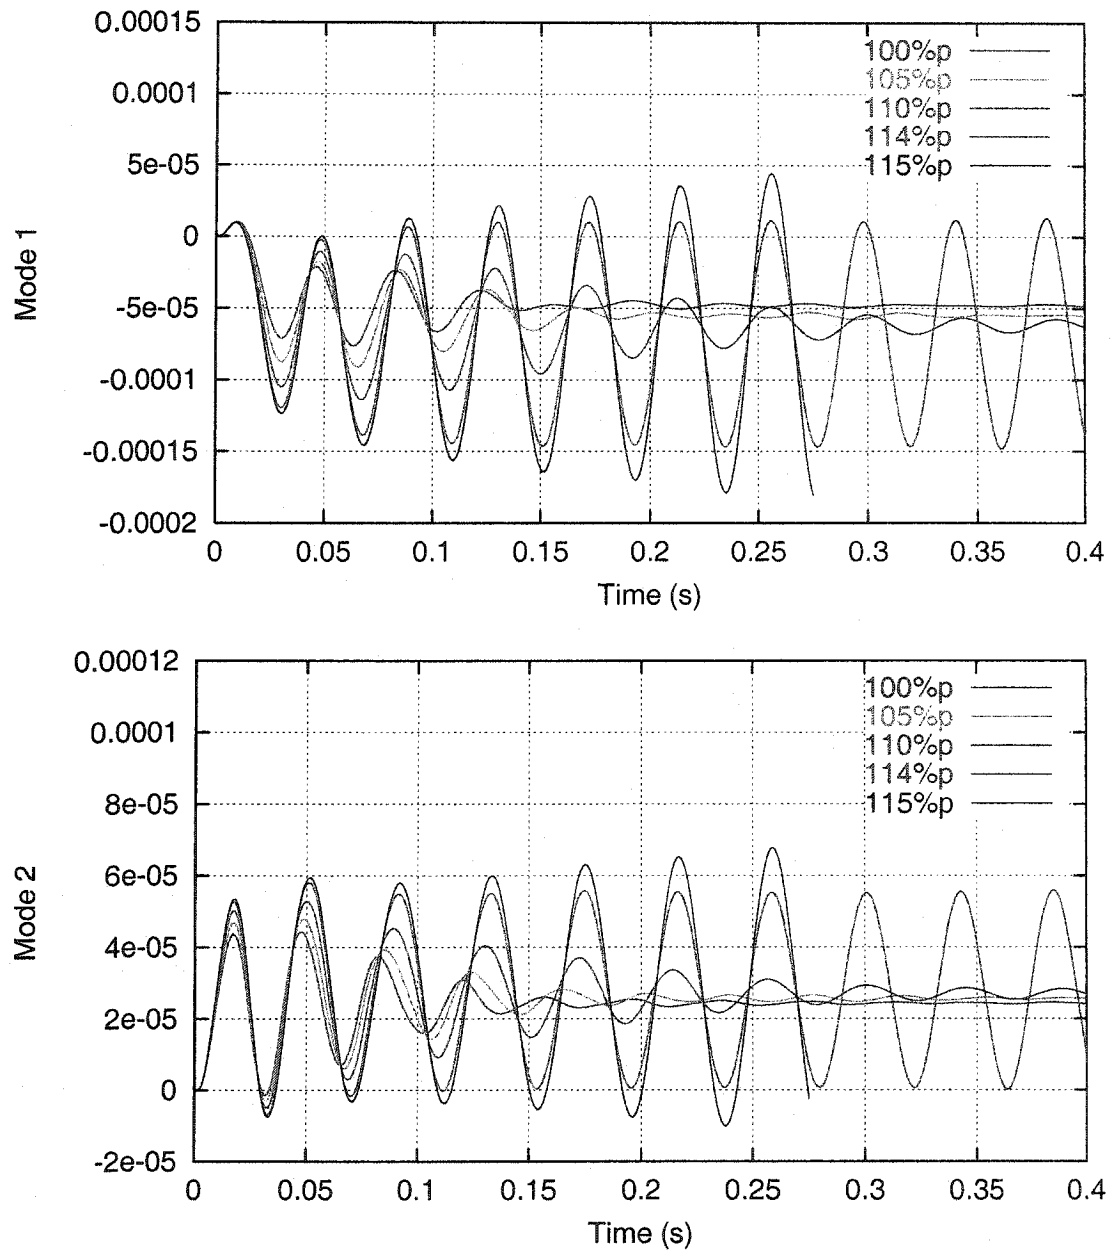 0.00015
0.0001
5e-05
0
-5e-05
-0.0001
-0.00015
-0.0002
Mode 1
100%p
105%p
110%p
114%p
115%p
0 0.05 0.1 0.15 0.2 0.25 0.3 0.35 0.4
Time (s)
0.00012
0.0001
8e-05
6e-05
4e-05
2e-05
0
-2e-05
Mode 2
100%p
105%p
110%p
114%p
115%p
0 0.05 0.1 0.15 0.2 0.25 0.3 0.35 0.4
Time (s)